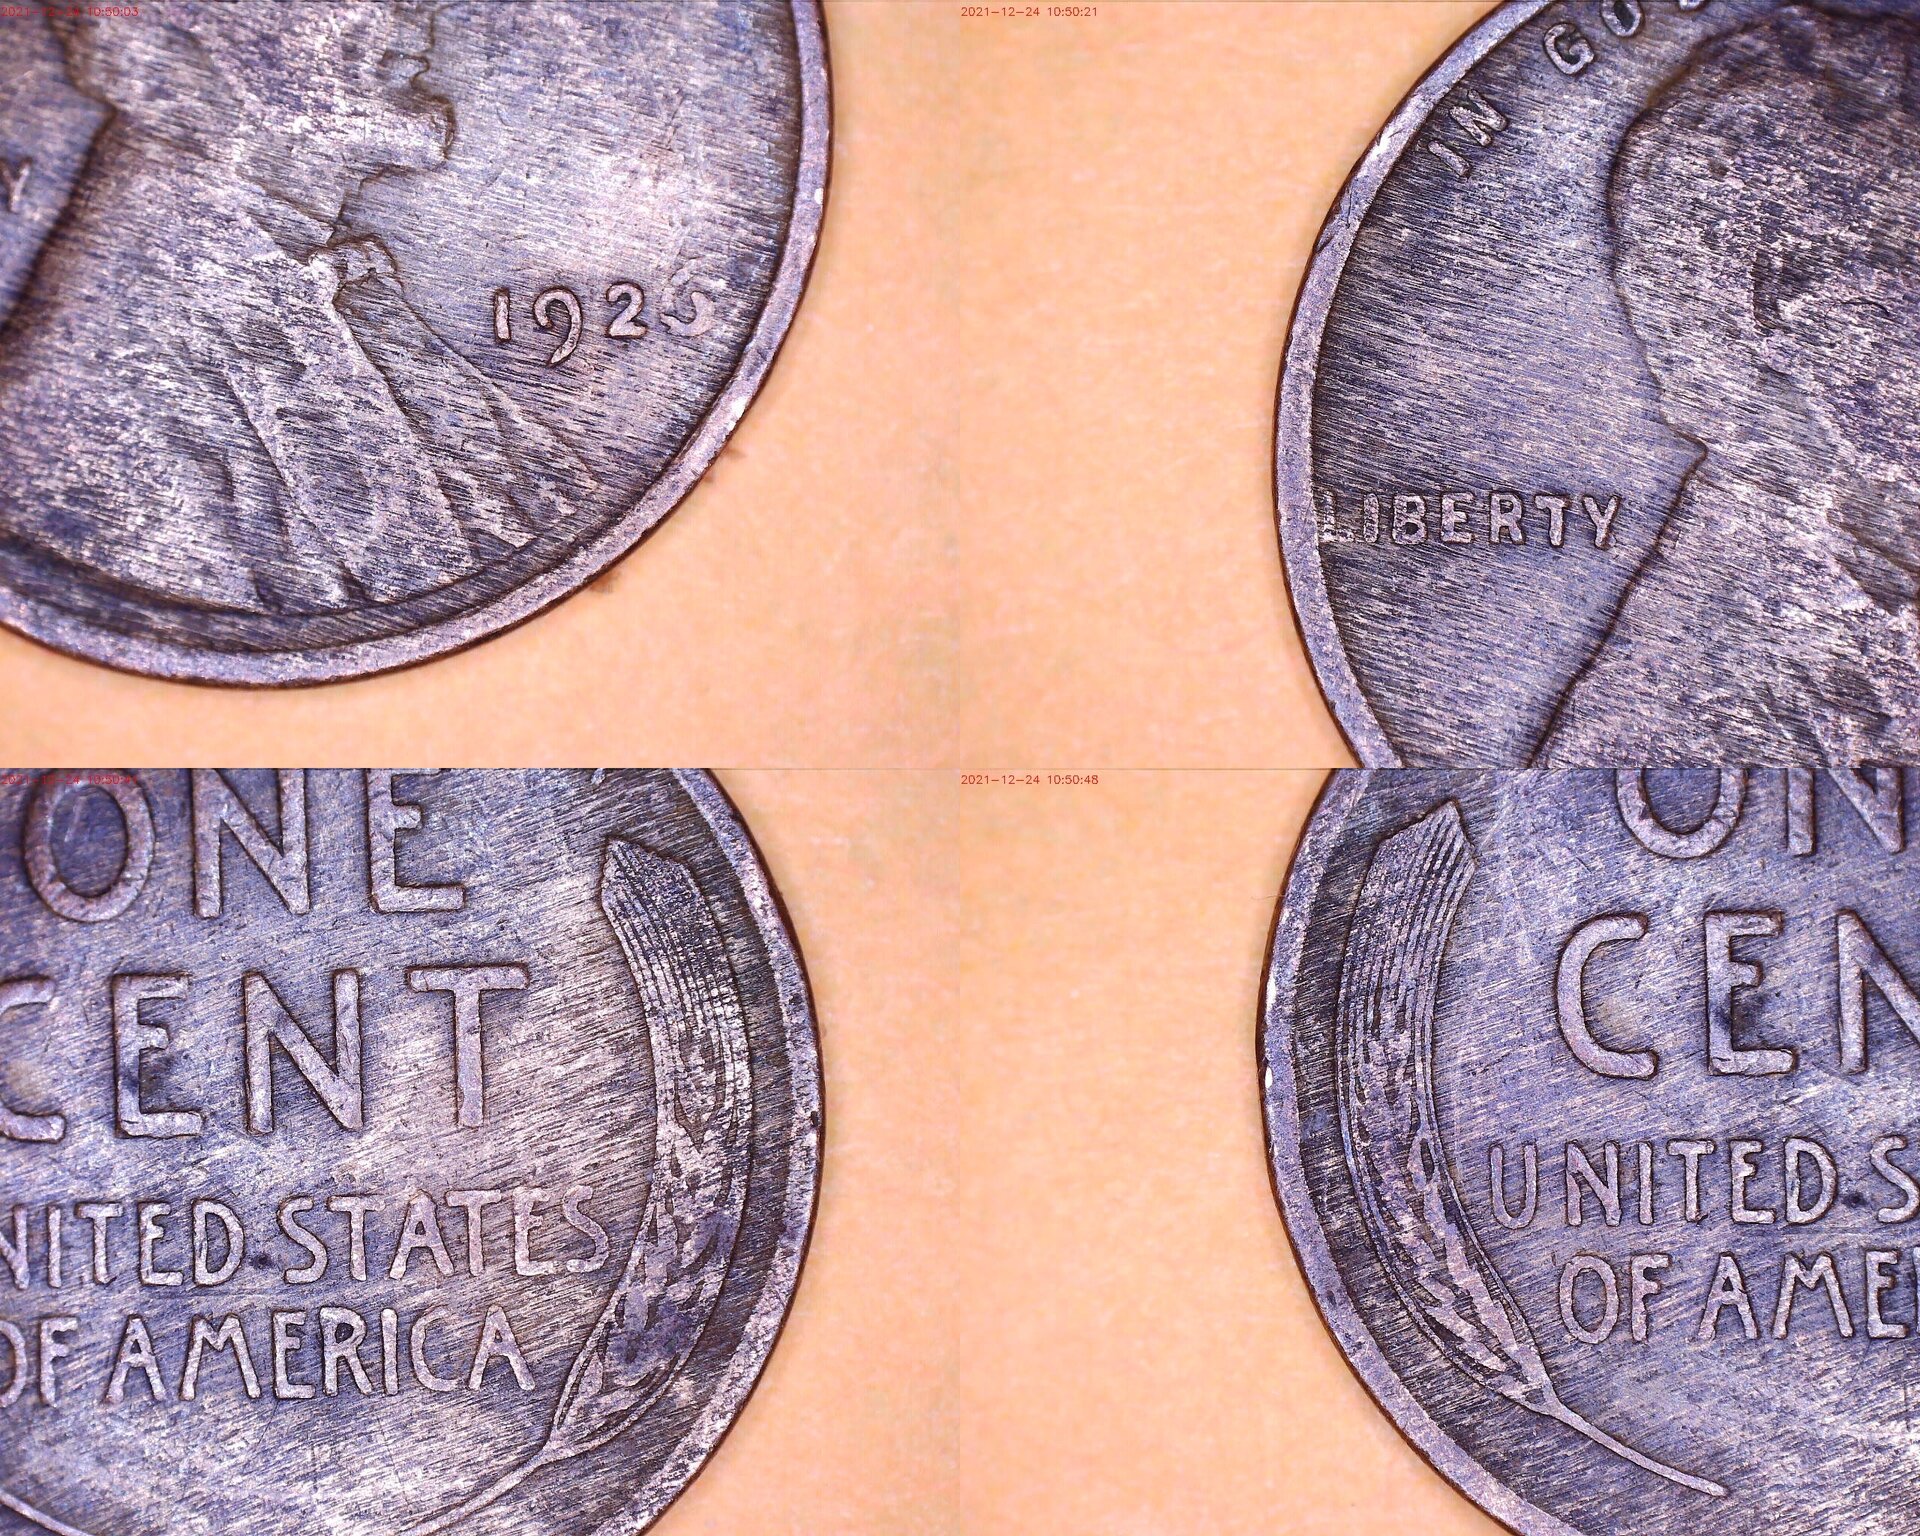 2021-12-24 10:50:03
Y
192
2021-12-24 10:50:21
IN GO
LIBERTY
ONE
CENT
NITED STATES
OF AMERICA
2021-12-24 10:50:48
ON
CEN
UNITED S
OF AME